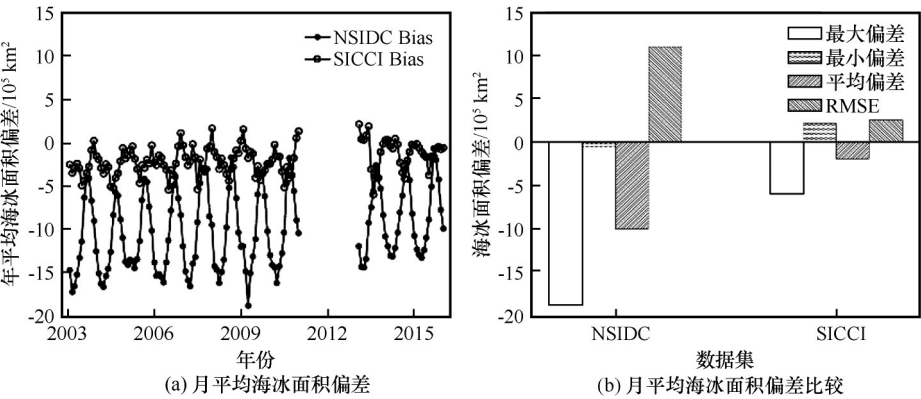 15
10
5
0
-5
-10
-15
-20
年平均海冰面积偏差/10⁵ km²
NSIDC Bias
SICCI Bias
2003
2006
2009
2012
2015
年份
(a) 月平均海冰面积偏差
15
10
5
0
-5
-10
-15
-20
海冰面积偏差/10⁵ km²
最大偏差
最小偏差
平均偏差
RMSE
NSIDC
SICCI
数据集
(b) 月平均海冰面积偏差比较